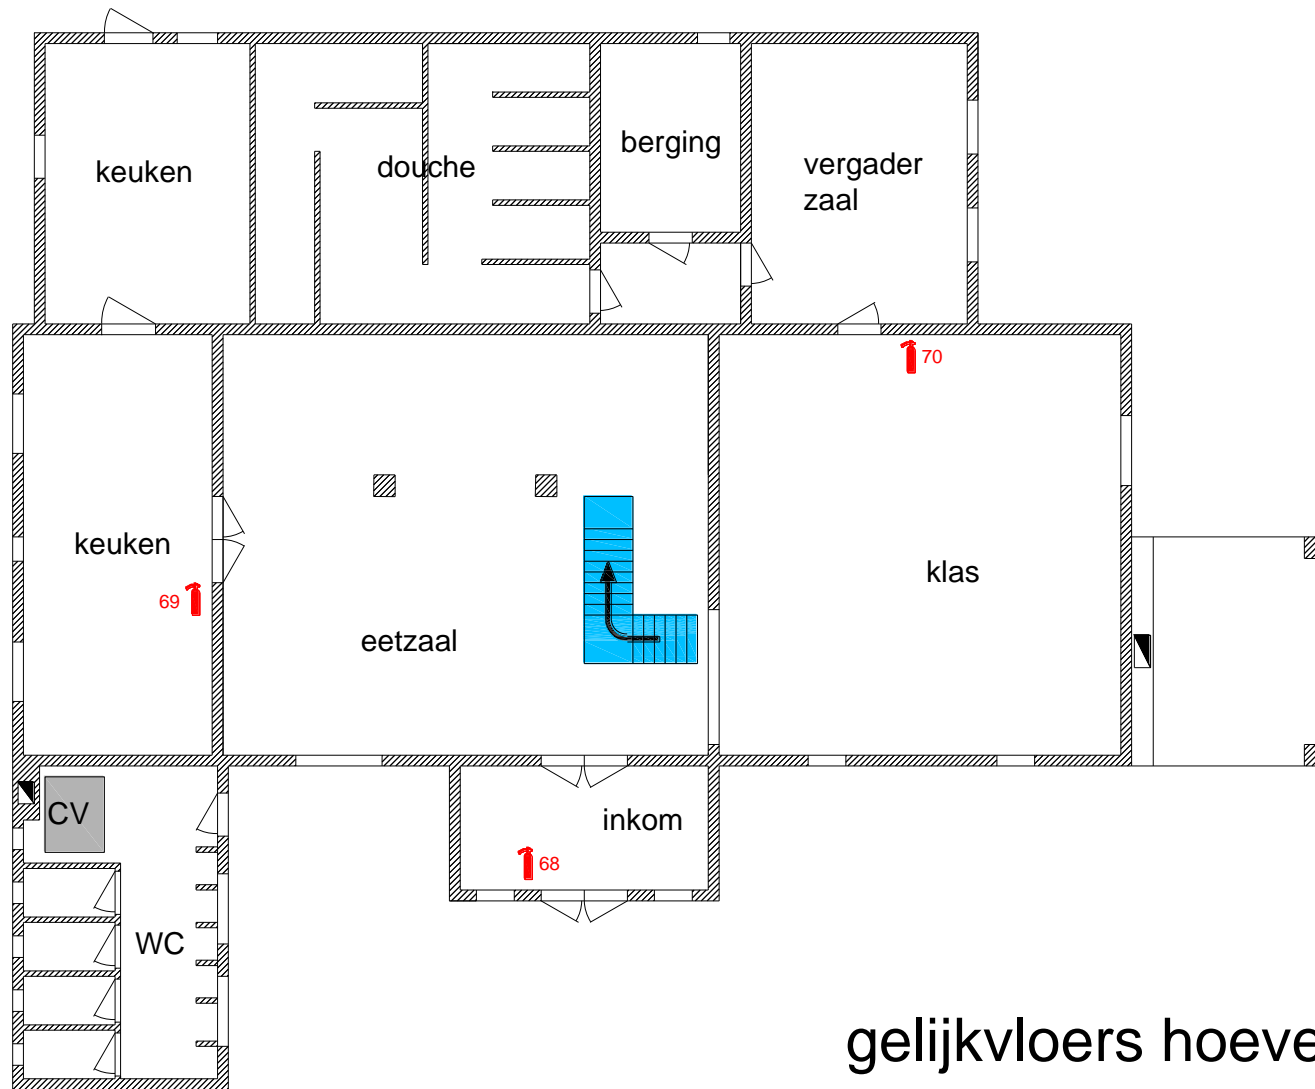 keuken
douche
berging
vergader
zaal
70
keuken
69
eetzaal
klas
CV
inkom
68
WC
gelijkvloers hoeve